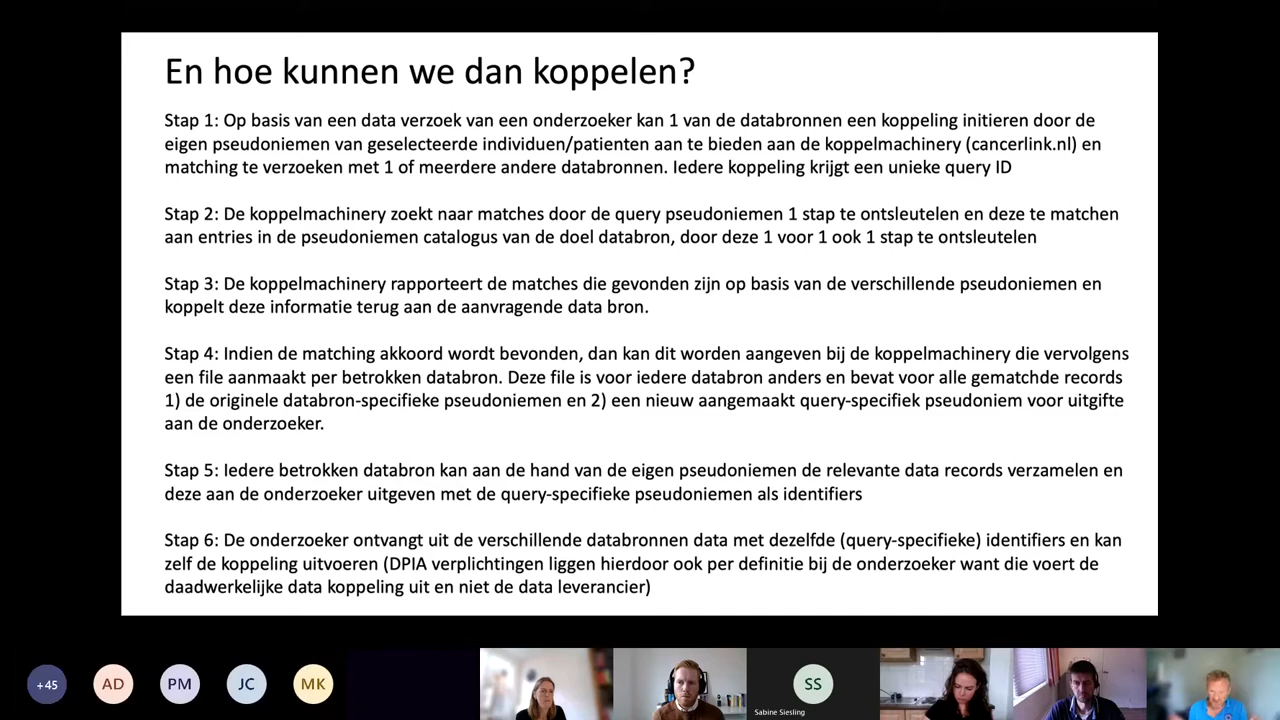 En hoe kunnen we dan koppelen?
Stap 1: Op basis van een data verzoek van een onderzoeker kan 1 van de databronnen een koppeling initieren door de
eigen pseudoniemen van geselecteerde individuen/patienten aan te bieden aan de koppelmachinery (cancerlink.nl) en
matching te verzoeken met 1 of meerdere andere databronnen. Iedere koppeling krijgt een unieke query ID
Stap 2: De koppelmachinery zoekt naar matches door de query pseudoniemen 1 stap te ontsleutelen en deze te matchen
aan entries in de pseudoniemen catalogus van de doel databron, door deze 1 voor 1 ook 1 stap te ontsleutelen
Stap 3: De koppelmachinery rapporteert de matches die gevonden zijn op basis van de verschillende pseudoniemen en
koppelt deze informatie terug aan de aanvragende data bron.
Stap 4: Indien de matching akkoord wordt bevonden, dan kan dit worden aangeven bij de koppelmachinery die vervolgens
een file aanmaakt per betrokken databron. Deze file is voor iedere databron anders en bevat voor alle gematchde records
1) de originele databron-specifieke pseudoniemen en 2) een nieuw aangemaakt query-specifiek pseudoniem voor uitgifte
aan de onderzoeker.
Stap 5: Iedere betrokken databron kan aan de hand van de eigen pseudoniemen de relevante data records verzamelen en
deze aan de onderzoeker uitgeven met de query-specifieke pseudoniemen als identifiers
Stap 6: De onderzoeker ontvangt uit de verschillende databronnen data met dezelfde (query-specifieke) identifiers en kan
zelf de koppeling uitvoeren (DPIA verplichtingen liggen hierdoor ook per definitie bij de onderzoeker want die voert de
daadwerkelijke data koppeling uit en niet de data leverancier)
+45 AD PM JC MK SS
Sabine Siesling